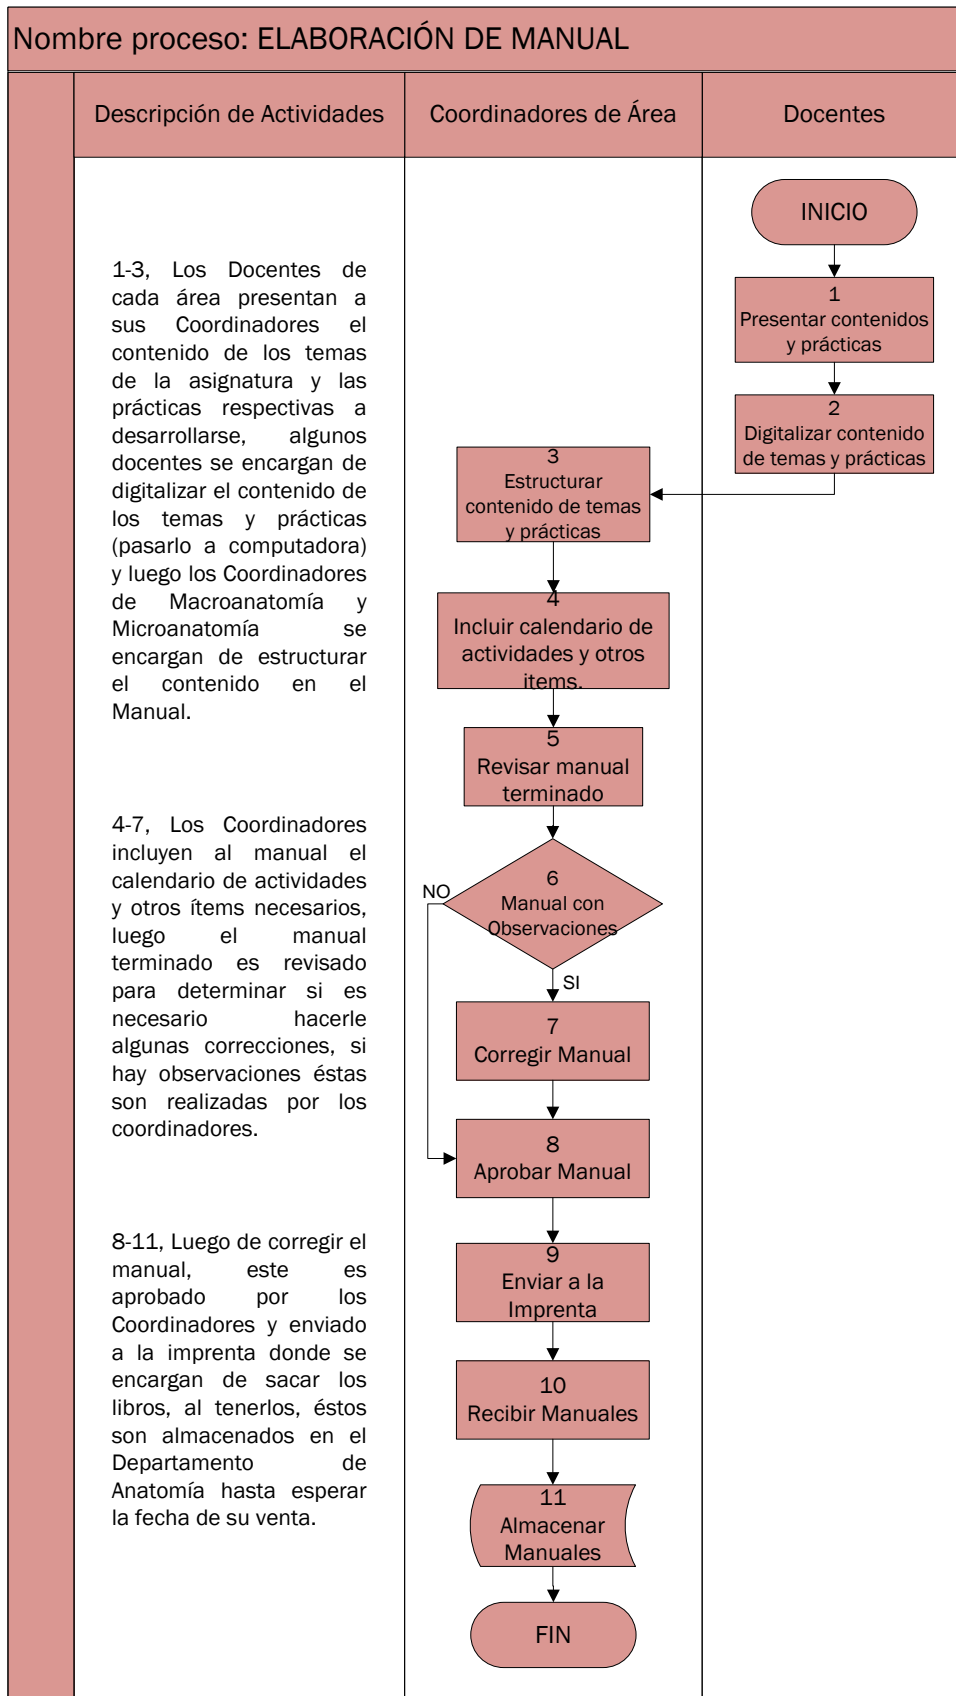 Nombre proceso: ELABORACIÓN DE MANUAL
Descripción de Actividades
Coordinadores de Área
Docentes
1-3, Los Docentes de
cada área presentan a
sus Coordinadores el
contenido de los temas
de la asignatura y las
prácticas respectivas a
desarrollarse, algunos
docentes se encargan de
digitalizar el contenido de
los temas y prácticas
(pasarlo a computadora)
y luego los Coordinadores
de Macroanatomía y
Microanatomía se
encargan de estructurar
el contenido en el
Manual.
4-7, Los Coordinadores
incluyen al manual el
calendario de actividades
y otros ítems necesarios,
luego el manual
terminado es revisado
para determinar si es
necesario hacerle
algunas correcciones, si
hay observaciones éstas
son realizadas por los
coordinadores.
8-11, Luego de corregir el
manual, este es
aprobado por los
Coordinadores y enviado
a la imprenta donde se
encargan de sacar los
libros, al tenerlos, éstos
son almacenados en el
Departamento de
Anatomía hasta esperar
la fecha de su venta.
INICIO
1
Presentar contenidos
y prácticas
2
Digitalizar contenido
de temas y prácticas
3
Estructurar
contenido de temas
y prácticas
4
Incluir calendario de
actividades y otros
items.
5
Revisar manual
terminado
6
Manual con
Observaciones
NO
SI
7
Corregir Manual
8
Aprobar Manual
9
Enviar a la
Imprenta
10
Recibir Manuales
11
Almacenar
Manuales
FIN